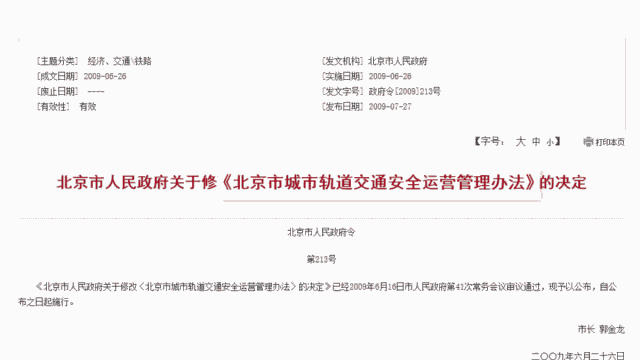 [主题分类] 经济、交通\铁路 [发文机构] 北京市人民政府
[成文日期] 2009-06-26 [实施日期] 2009-06-26
[废止日期] ---- [发文字号] 政府令[2009]213号
[有效性] 有效 [发布日期] 2009-07-27
【字号: 大 中 小】 打印本页
北京市人民政府关于修《北京市城市轨道交通安全运营管理办法》的决定
北京市人民政府令
第213号
《北京市人民政府关于修改〈北京市城市轨道交通安全运营管理办法〉的决定》已经2009年6月16日市人民政府第41次常务会议审议通过，现予以公布，自公
布之日起施行。
市长 郭金龙
二〇〇九年六月二十六日